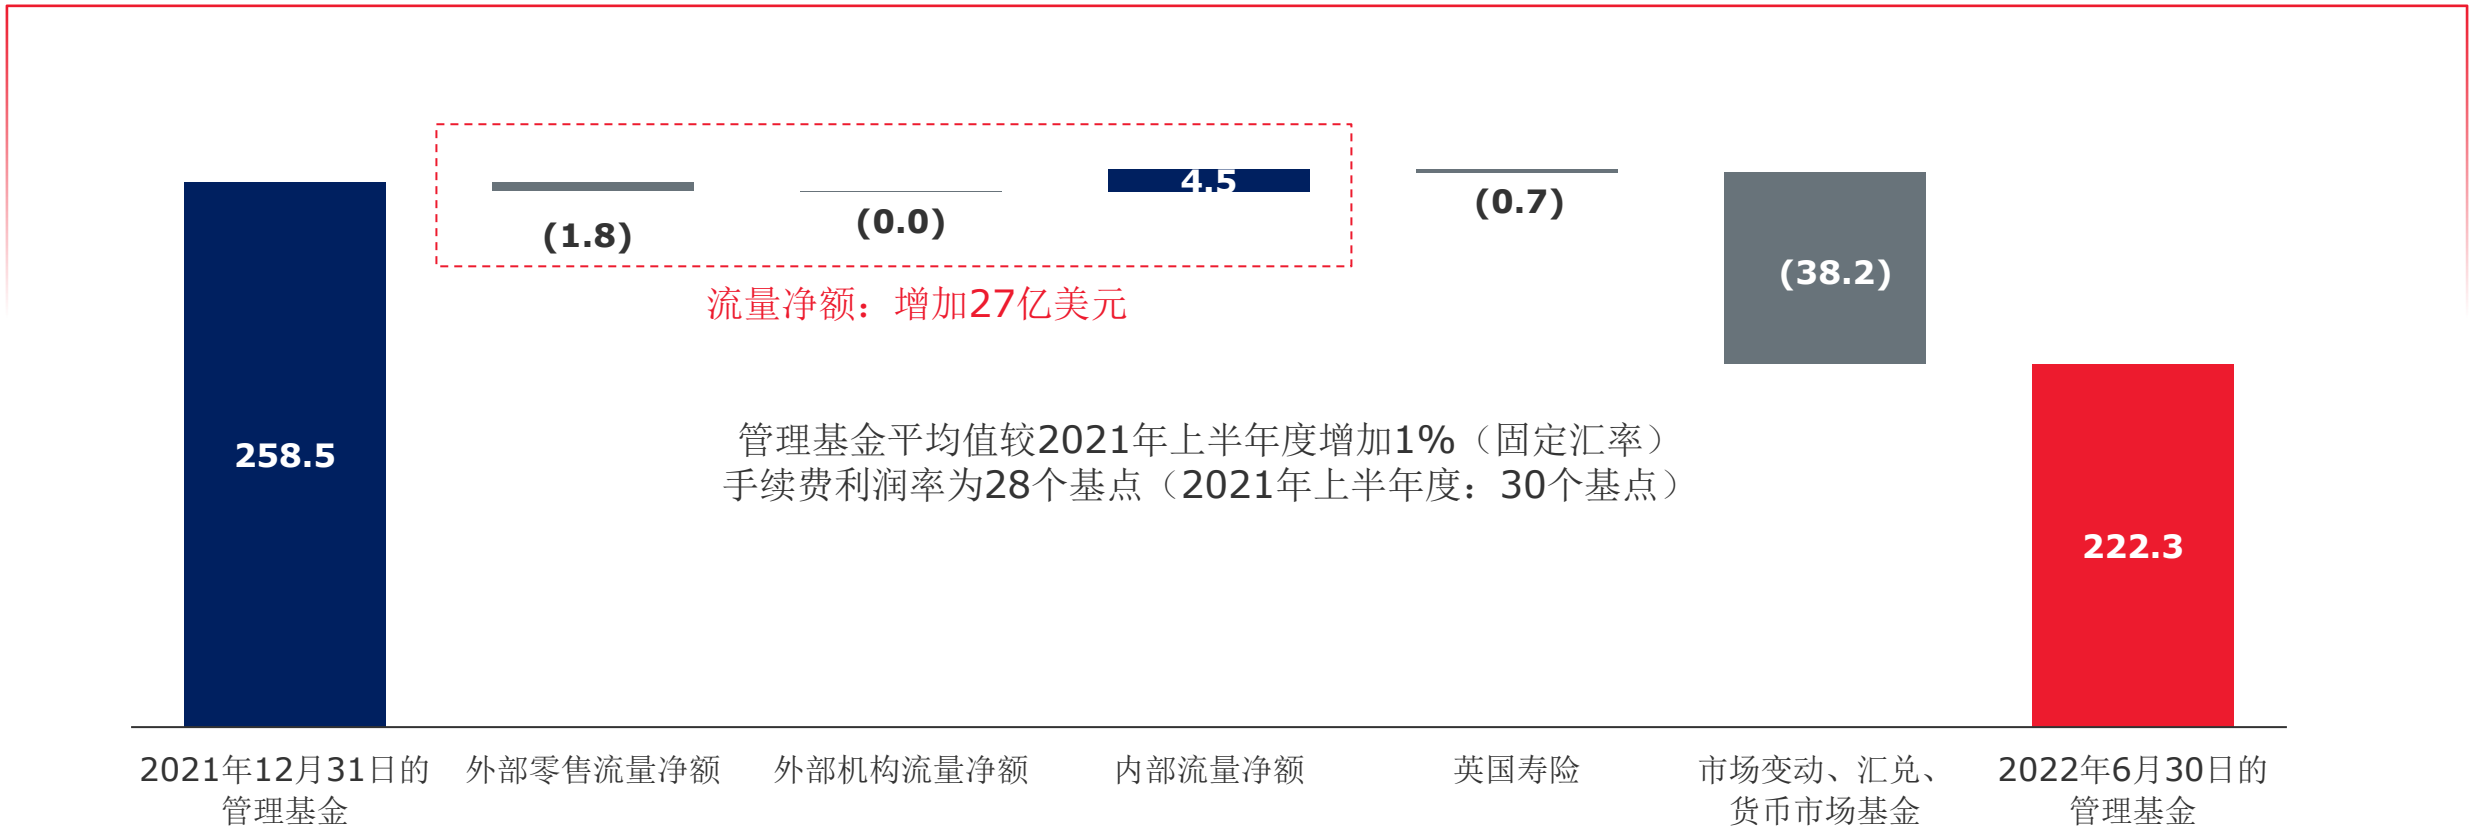 4.5
(1.8)
(0.0)
(0.7)
(38.2)
流量净额：增加27亿美元
258.5
管理基金平均值较2021年上半年度增加1%（固定汇率）
手续费利润率为28个基点（2021年上半年度：30个基点）
222.3
2021年12月31日的
管理基金
外部零售流量净额
外部机构流量净额
内部流量净额
英国寿险
市场变动、汇兑、
货币市场基金
2022年6月30日的
管理基金